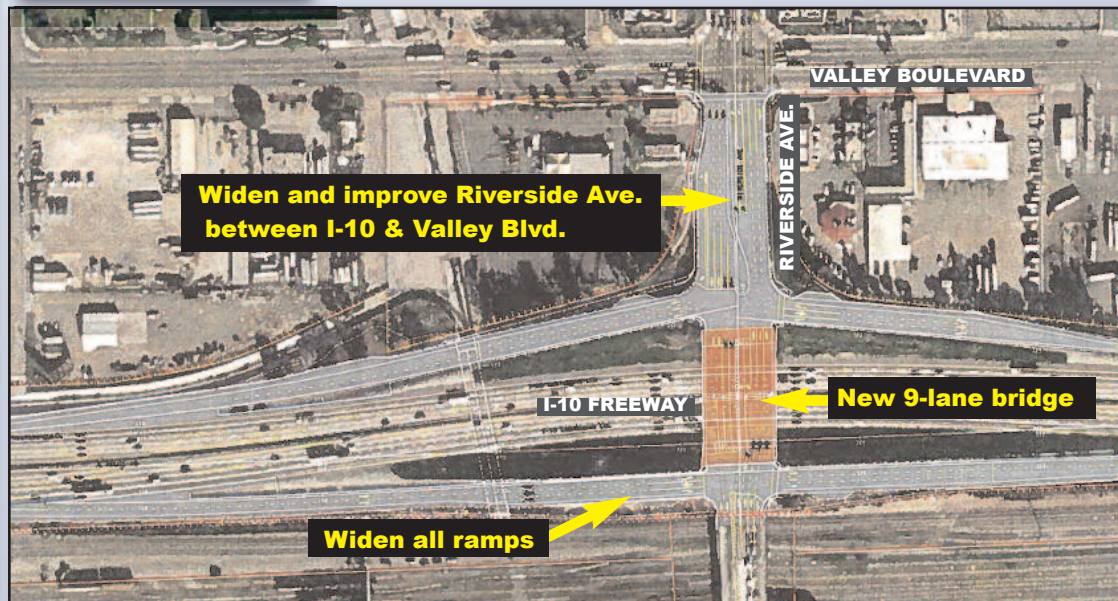 VALLEY BOULEVARD
RIVERSIDE AVE.
Widen and improve Riverside Ave.
between I-10 & Valley Blvd.
I-10 FREEWAY
New 9-lane bridge
Widen all ramps